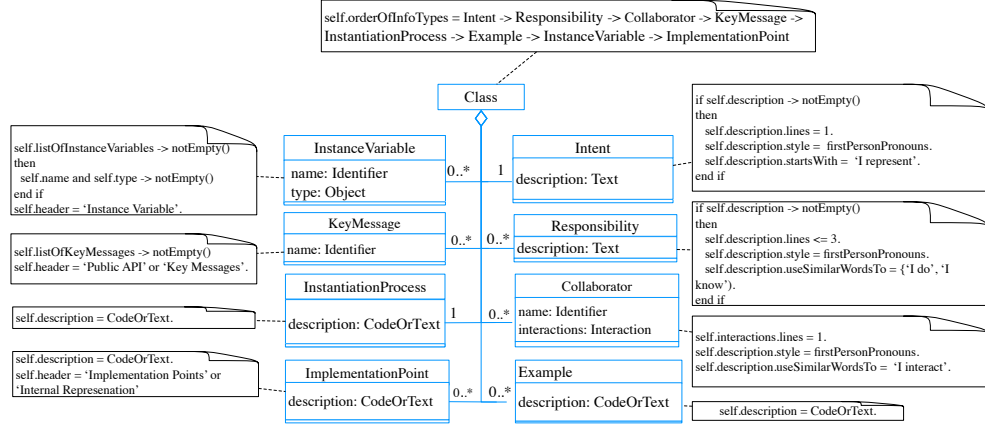 self.orderOfInfoTypes = Intent -> Responsibility -> Collaborator -> KeyMessage ->
InstantiationProcess -> Example -> InstanceVariable -> ImplementationPoint
Class
self.listOfInstanceVariables -> notEmpty()
then
self.name and self.type -> notEmpty()
end if
self.header = ‘Instance Variable’.
InstanceVariable
name: Identifier
type: Object
0..*
1
Intent
description: Text
if self.description -> notEmpty()
then
self.description.lines = 1.
self.description.style = firstPersonPronouns.
self.description.startsWith = ‘I represent’.
end if
self.listOfKeyMessages -> notEmpty()
self.header = ‘Public API’ or ‘Key Messages’.
KeyMessage
name: Identifier
0..*
0..*
Responsibility
description: Text
if self.description -> notEmpty()
then
self.description.lines <= 3.
self.description.style = firstPersonPronouns.
self.description.useSimilarWordsTo = {‘I do’, ‘I
know’).
end if
self.description = CodeOrText.
InstantiationProcess
description: CodeOrText
1
0..*
Collaborator
name: Identifier
interactions: Interaction
self.interactions.lines = 1.
self.description.style = firstPersonPronouns.
self.description.useSimilarWordsTo = ‘I interact’.
self.description = CodeOrText.
self.header = ‘Implementation Points’ or
‘Internal Represenation’
ImplementationPoint
description: CodeOrText
0..*
0..*
Example
description: CodeOrText
self.description = CodeOrText.